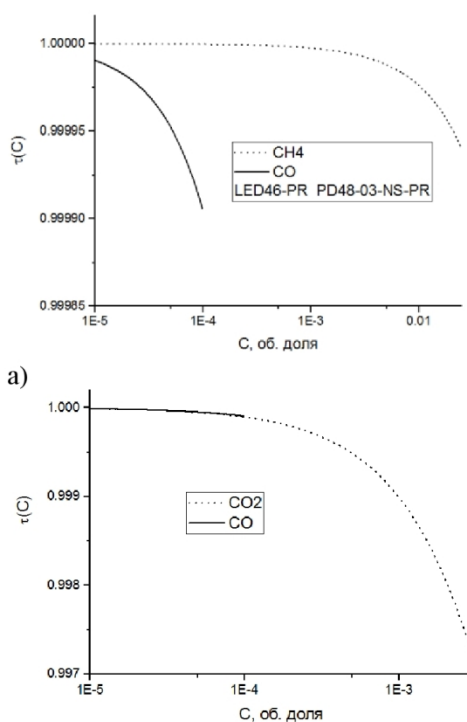 1.00000
0.99995
0.99990
0.99985
τ(C)
CH4
CO
LED46-PR PD48-03-NS-PR
1E-5
1E-4
1E-3
0.01
C, об. доля
а)
1.000
0.999
0.998
0.997
τ(C)
CO2
CO
1E-5
1E-4
1E-3
C, об. доля